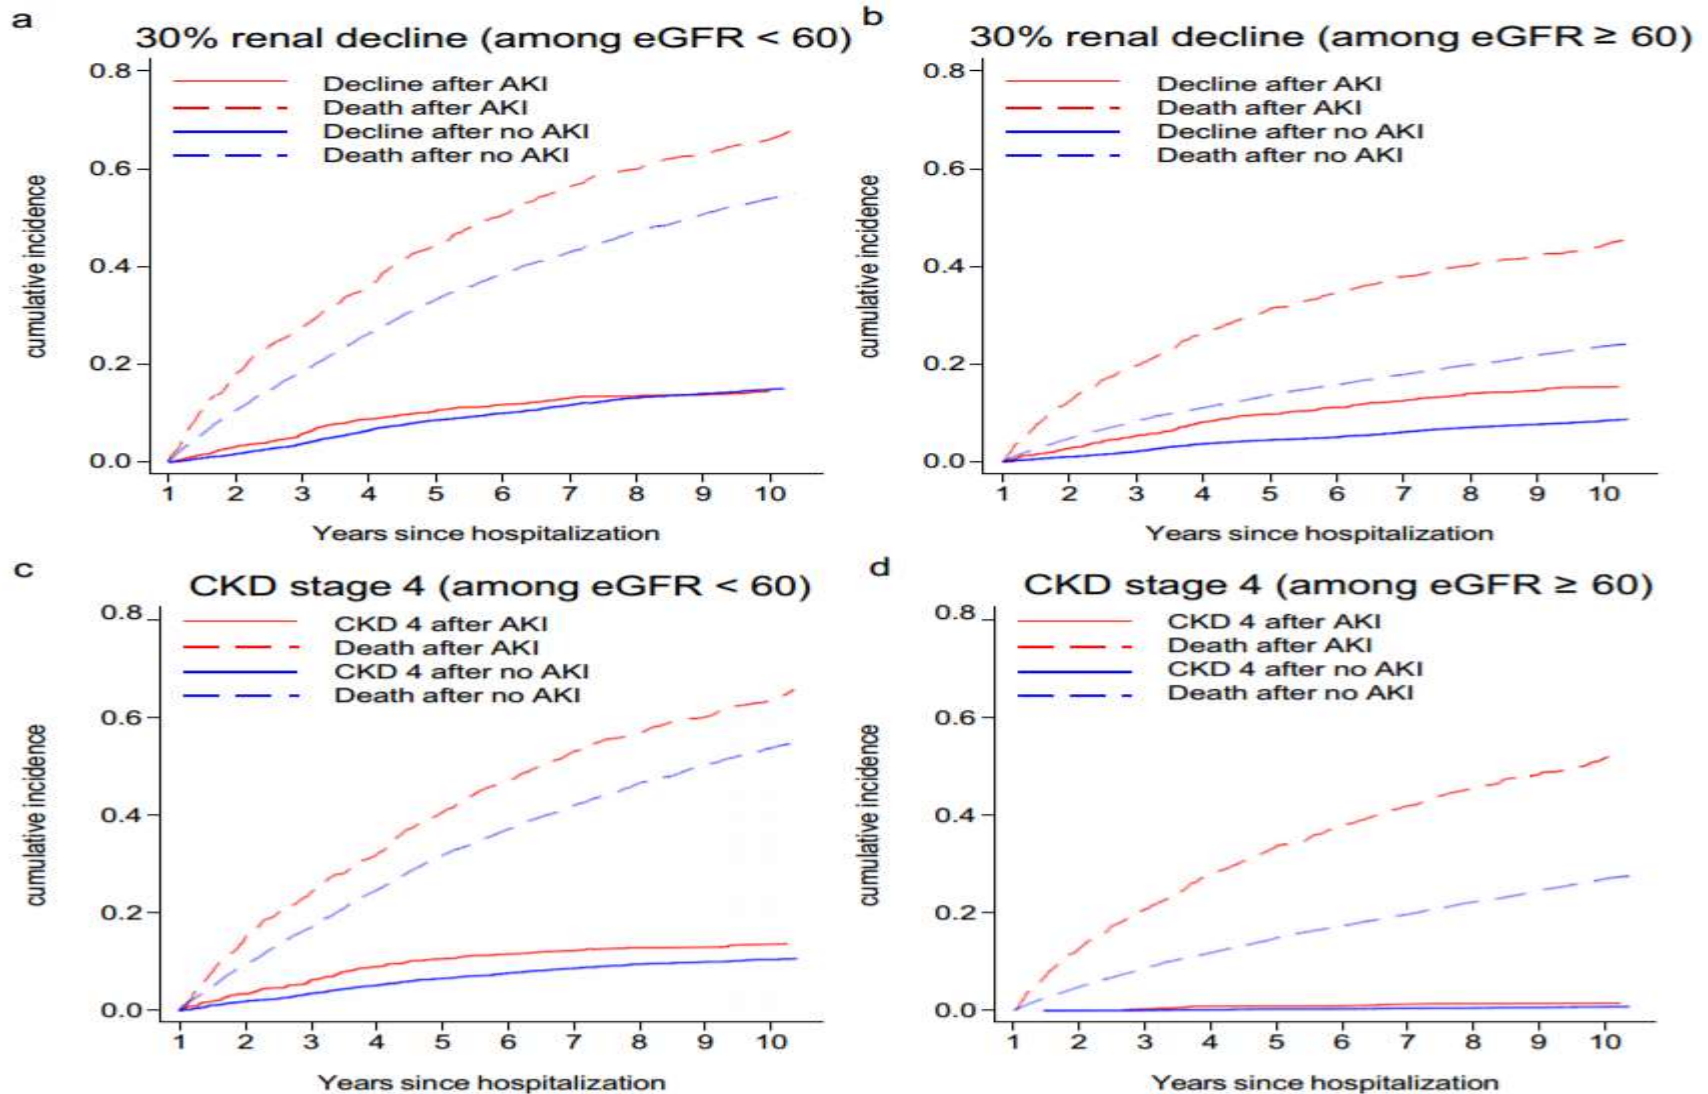 a
30% renal decline (among eGFR < 60)
0.8
0.6
0.4
0.2
0.0
cumulative incidence
Decline after AKI
Death after AKI
Decline after no AKI
Death after no AKI
1 2 3 4 5 6 7 8 9 10
Years since hospitalization
b
30% renal decline (among eGFR ≥ 60)
0.8
0.6
0.4
0.2
0.0
cumulative incidence
Decline after AKI
Death after AKI
Decline after no AKI
Death after no AKI
1 2 3 4 5 6 7 8 9 10
Years since hospitalization
c
CKD stage 4 (among eGFR < 60)
0.8
0.6
0.4
0.2
0.0
cumulative incidence
CKD 4 after AKI
Death after AKI
CKD 4 after no AKI
Death after no AKI
1 2 3 4 5 6 7 8 9 10
Years since hospitalization
d
CKD stage 4 (among eGFR ≥ 60)
0.8
0.6
0.4
0.2
0.0
cumulative incidence
CKD 4 after AKI
Death after AKI
CKD 4 after no AKI
Death after no AKI
1 2 3 4 5 6 7 8 9 10
Years since hospitalization